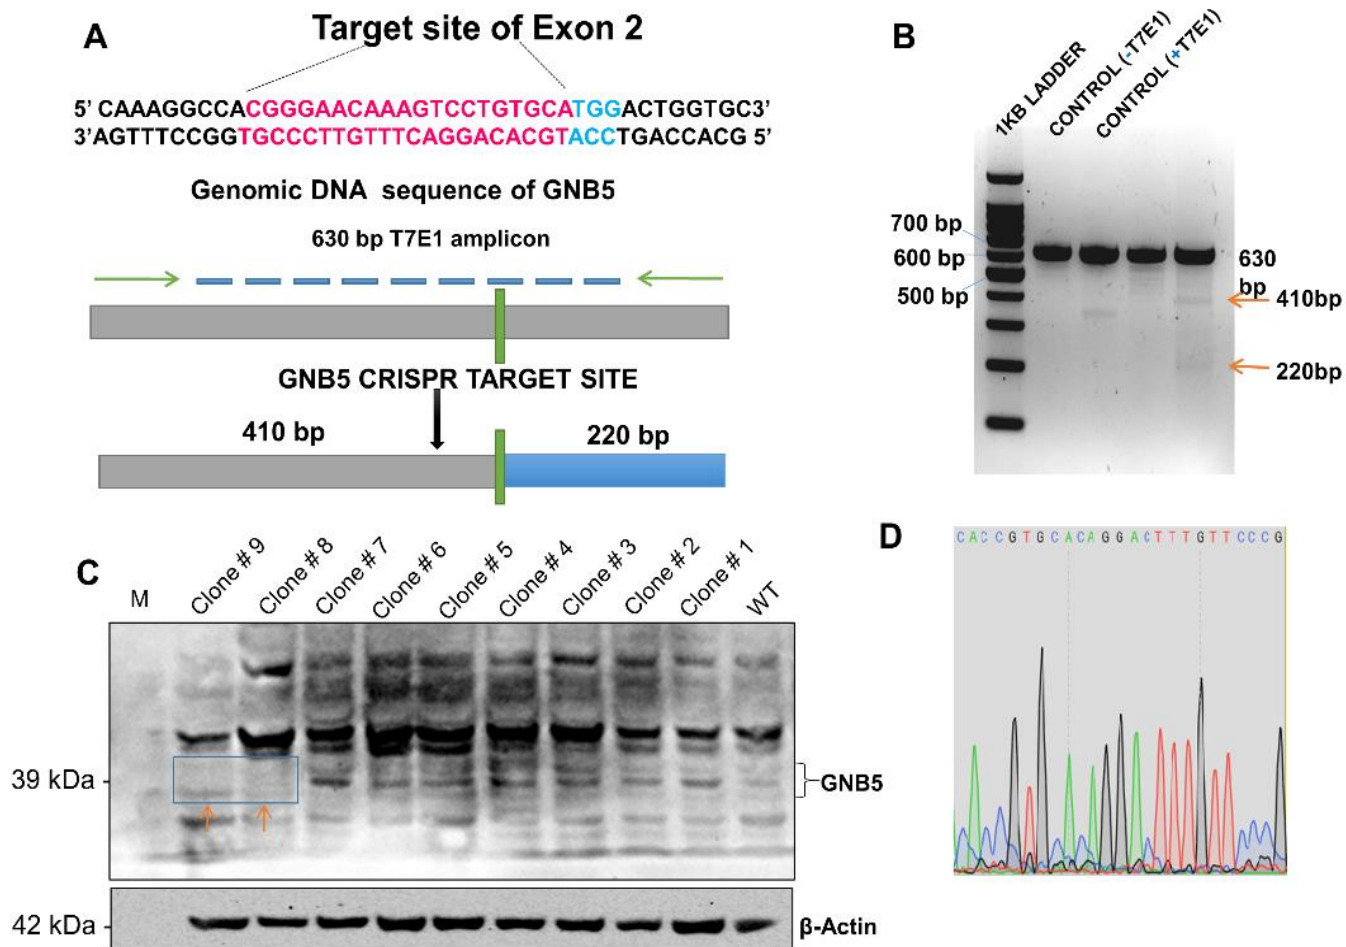 A
Target site of Exon 2
5' CAAAGGCCACGGGAACAAAGTCCTGTGCATGGACTGGTGC3'
3'AGTTTCCGGTGCCCTTGTTTCAGGACACGTACCTGACCACG 5'
Genomic DNA sequence of GNB5
630 bp T7E1 amplicon
GNB5 CRISPR TARGET SITE
410 bp
220 bp
B
1KB LADDER
CONTROL (-T7E1)
CONTROL (+T7E1)
700 bp
600 bp
500 bp
630
bp
410bp
220bp
C
M
Clone # 9
Clone # 8
Clone # 7
Clone # 6
Clone # 5
Clone # 4
Clone # 3
Clone # 2
Clone # 1
WT
39 kDa
GNB5
42 kDa
β-Actin
D
CACCGTGCACAGGACTTTGTTCCCG